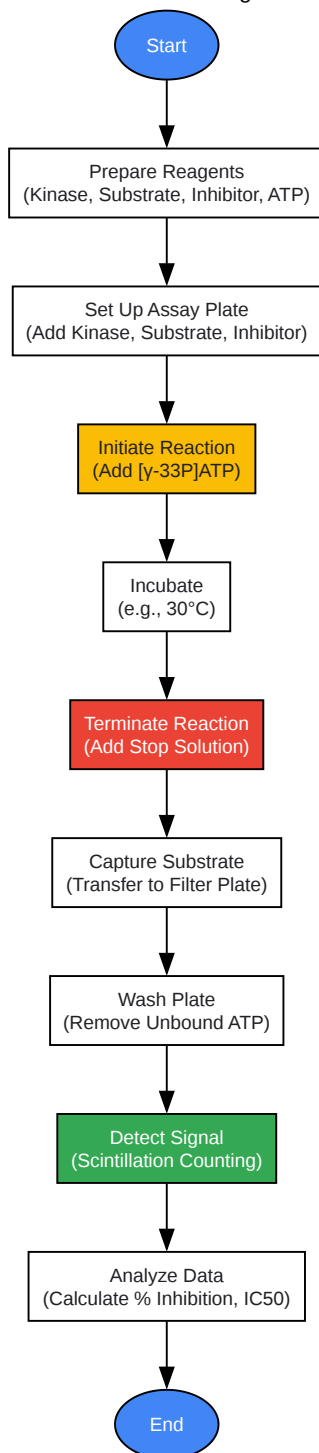 Start
Prepare Reagents
(Kinase, Substrate, Inhibitor, ATP)
Set Up Assay Plate
(Add Kinase, Substrate, Inhibitor)
Initiate Reaction
(Add [γ-33P]ATP)
Incubate
(e.g., 30°C)
Terminate Reaction
(Add Stop Solution)
Capture Substrate
(Transfer to Filter Plate)
Wash Plate
(Remove Unbound ATP)
Detect Signal
(Scintillation Counting)
Analyze Data
(Calculate % Inhibition, IC50)
End